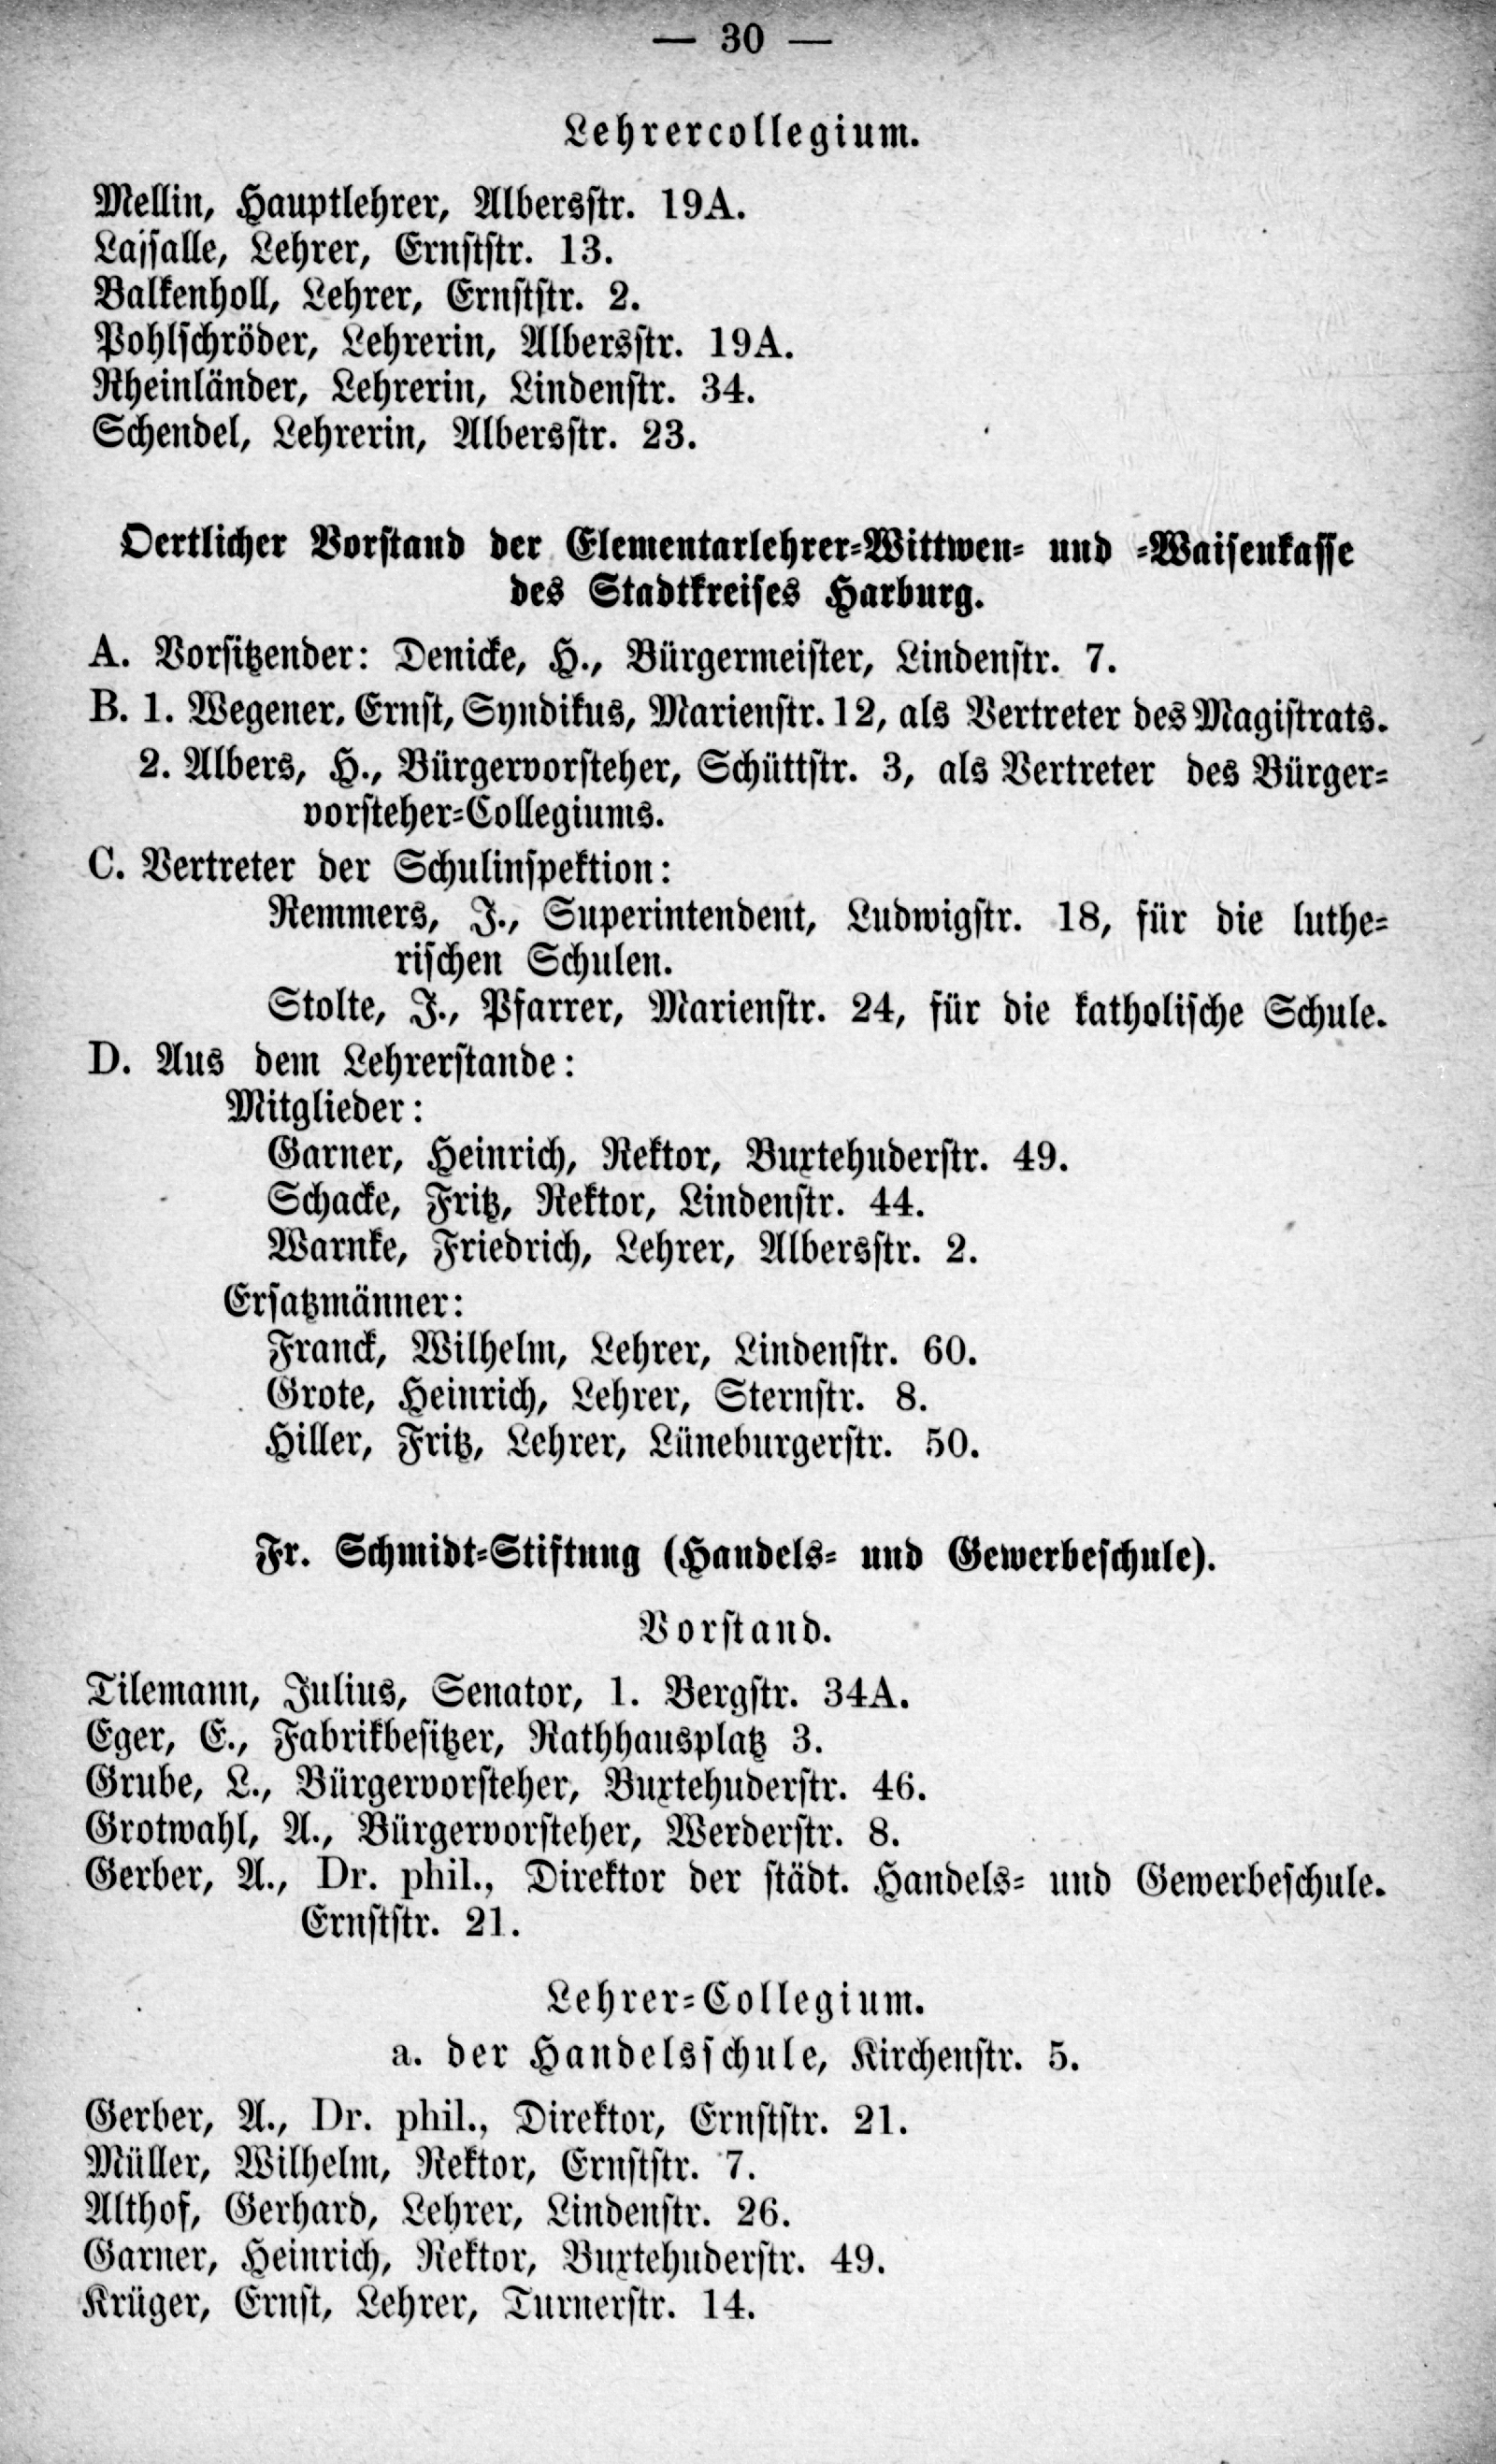 — 30 —
Lehrercollegium.
Mellin, Hauptlehrer, Albersstr. 19A.
Lassalle, Lehrer, Ernststr. 13.
Balkenholl, Lehrer, Ernststr. 2.
Pohlschröder, Lehrerin, Albersstr. 19A.
Rheinländer, Lehrerin, Lindenstr. 34.
Schendel, Lehrerin, Albersstr. 23.
Oertlicher Vorstand der Elementarlehrer-Wittwen- und -Waisenkasse
des Stadtkreises Harburg.
A. Vorsitzender: Denicke, H., Bürgermeister, Lindenstr. 7.
B. 1. Wegener, Ernst, Syndikus, Marienstr. 12, als Vertreter des Magistrats.
2. Albers, H., Bürgervorsteher, Schüttstr. 3, als Vertreter des Bürger-
vorsteher-Collegiums.
C. Vertreter der Schulinspektion:
Remmers, J., Superintendent, Ludwigstr. 18, für die luthe-
rischen Schulen.
Stolte, J., Pfarrer, Marienstr. 24, für die katholische Schule.
D. Aus dem Lehrerstande:
Mitglieder:
Garner, Heinrich, Rektor, Buxtehuderstr. 49.
Schacke, Fritz, Rektor, Lindenstr. 44.
Warnke, Friedrich, Lehrer, Albersstr. 2.
Ersatzmänner:
Franck, Wilhelm, Lehrer, Lindenstr. 60.
Grote, Heinrich, Lehrer, Sternstr. 8.
Hiller, Fritz, Lehrer, Lüneburgerstr. 50.
Fr. Schmidt-Stiftung (Handels- und Gewerbeschule).
Vorstand.
Tilemann, Julius, Senator, 1. Bergstr. 34A.
Eger, E., Fabrikbesitzer, Rathhausplatz 3.
Grube, L., Bürgervorsteher, Buxtehuderstr. 46.
Grotwahl, A., Bürgervorsteher, Werderstr. 8.
Gerber, A., Dr. phil., Direktor der städt. Handels- und Gewerbeschule.
Ernststr. 21.
Lehrer-Collegium.
a. der Handelsschule, Kirchenstr. 5.
Gerber, A., Dr. phil., Direktor, Ernststr. 21.
Müller, Wilhelm, Rektor, Ernststr. 7.
Althof, Gerhard, Lehrer, Lindenstr. 26.
Garner, Heinrich, Rektor, Buxtehuderstr. 49.
Krüger, Ernst, Lehrer, Turnerstr. 14.